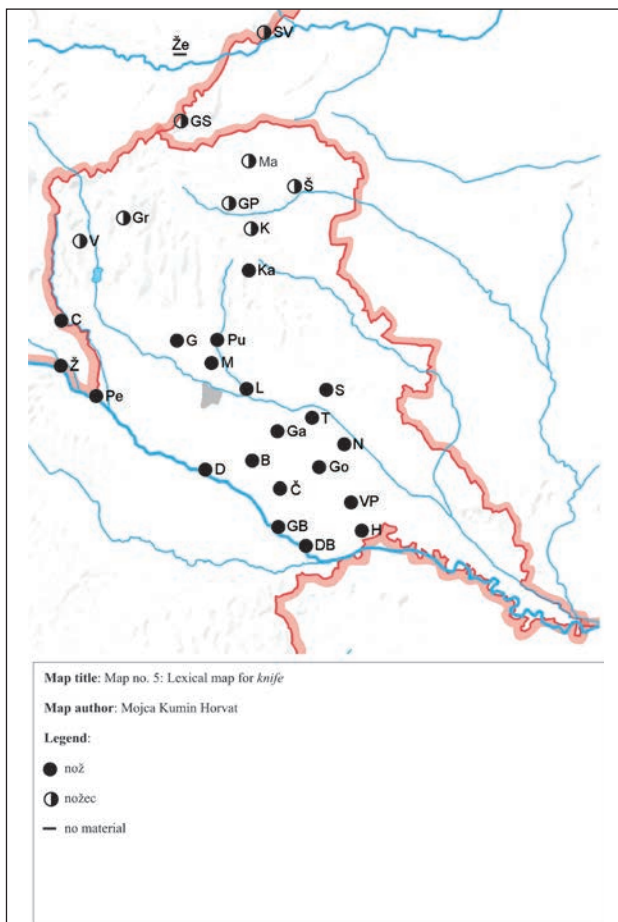 SV
Že
GS
Ma
Š
GP
Gr
K
V
Ka
C
G
Pu
M
Ž
L
S
Pe
T
Ga
N
B
Go
D
Č
VP
GB
H
DB
Map title: Map no. 5: Lexical map for knife
Map author: Mojca Kumin Horvat
Legend:
nož
nožec
no material